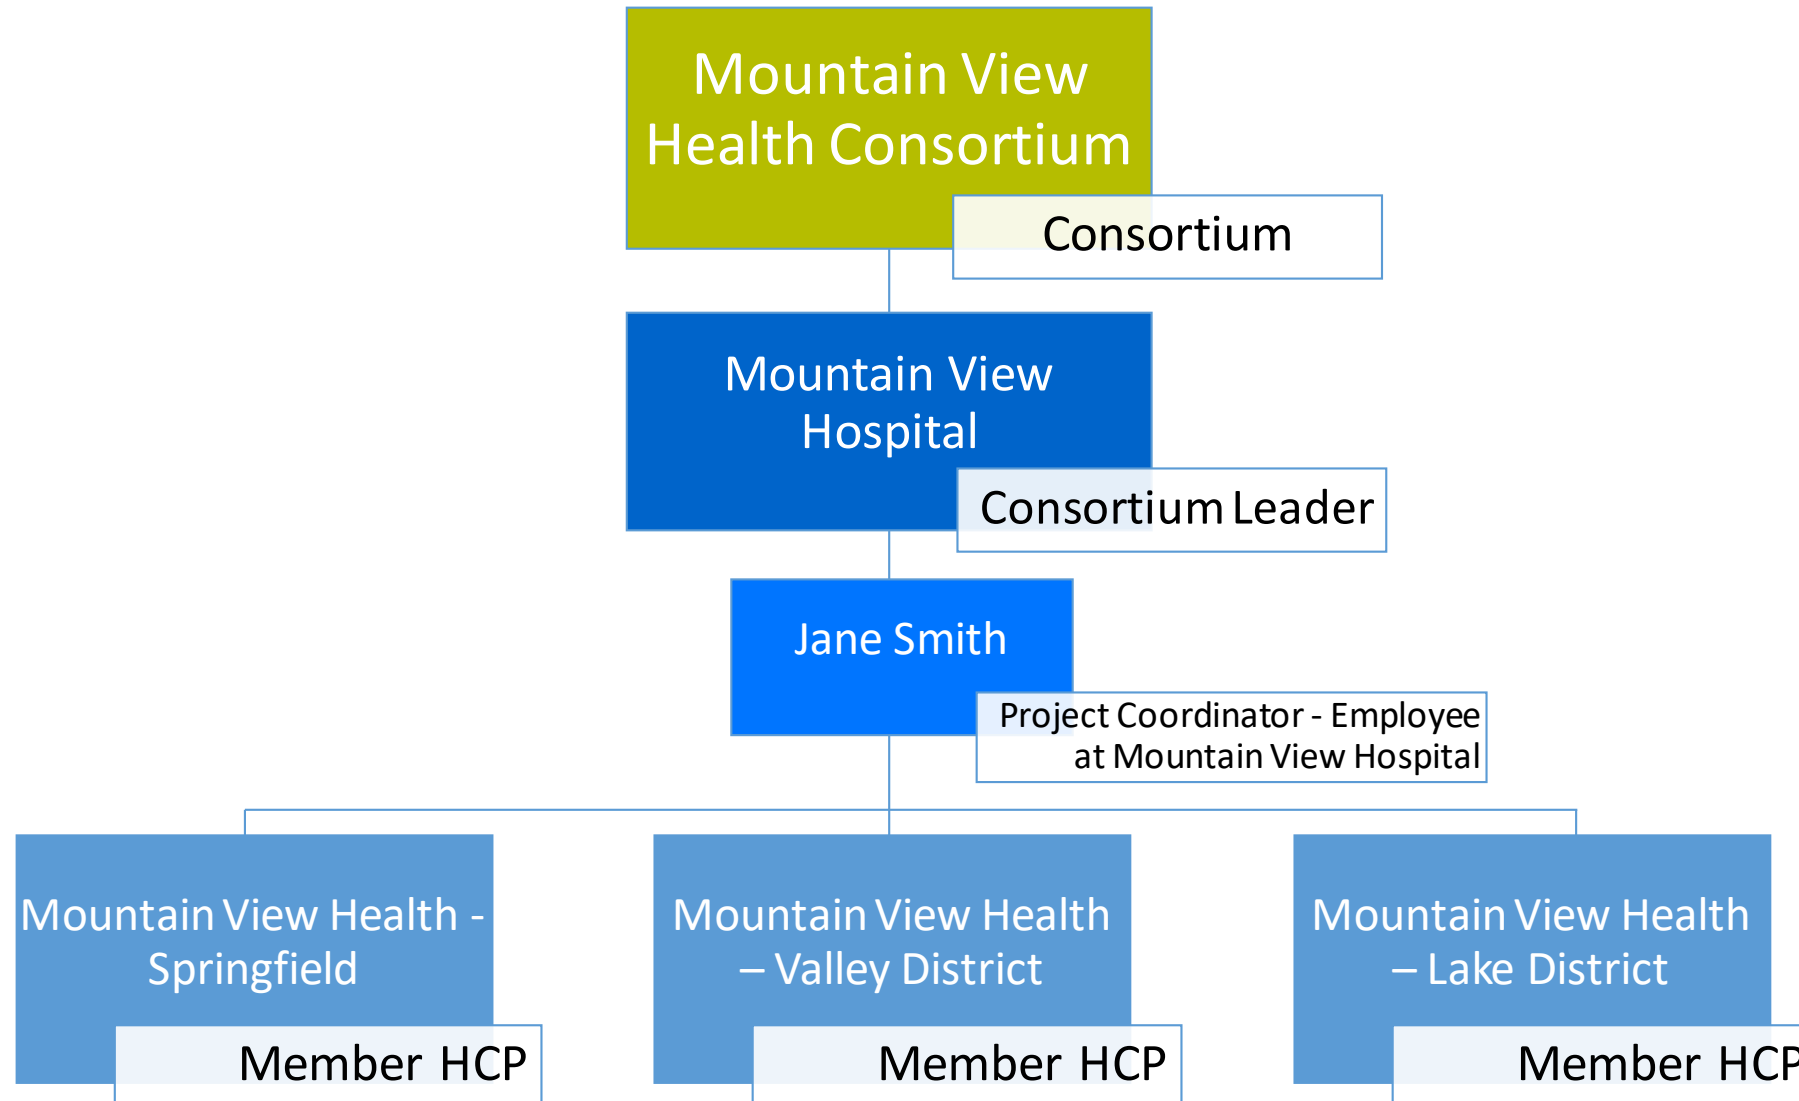 Mountain View
Health Consortium
Consortium
Mountain View
Hospital
Consortium Leader
Jane Smith
Project Coordinator - Employee
at Mountain View Hospital
Mountain View Health -
Springfield
Member HCP
Mountain View Health
– Valley District
Member HCP
Mountain View Health
– Lake District
Member HCP